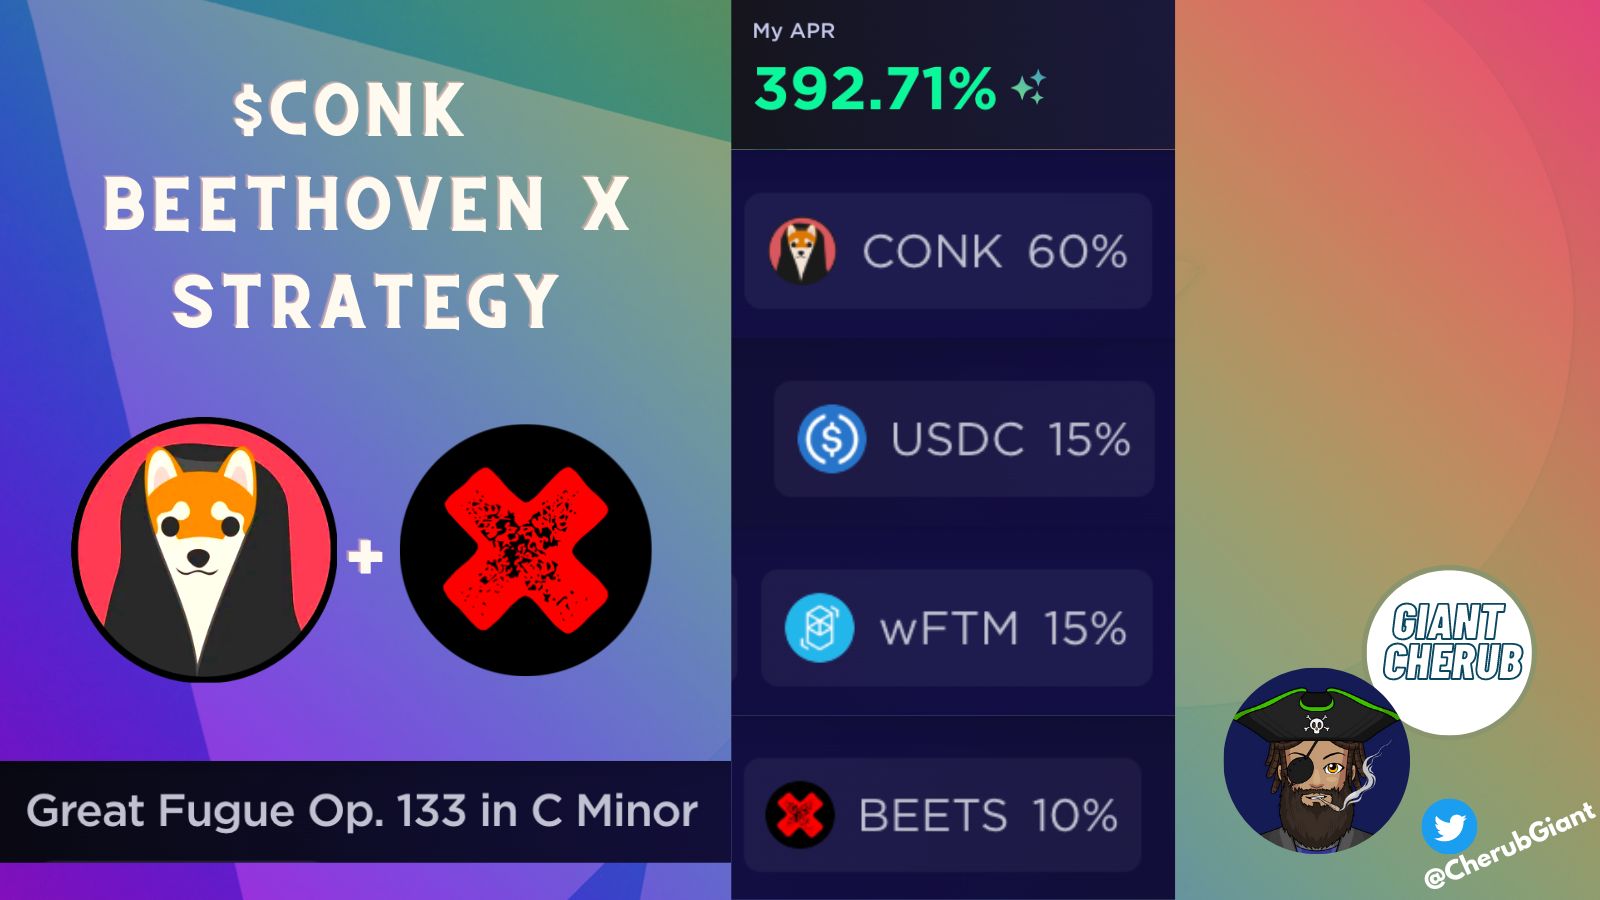 $CONK
BEETHOVEN X
STRATEGY
+
Great Fugue Op. 133 in C Minor
My APR
392.71%
CONK 60%
USDC 15%
wFTM 15%
BEETS 10%
GIANT
CHERUB
@CherubGiant